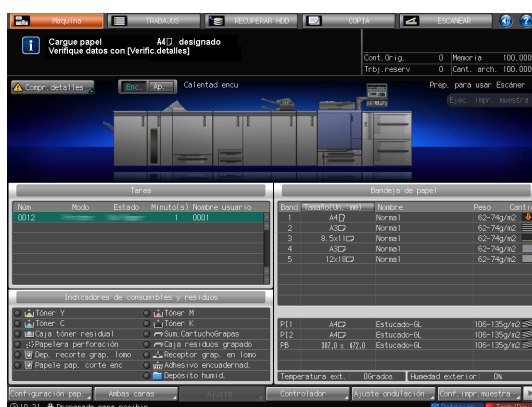 Maquina
TRABAJOS
RECUPERAR HDD
COPIA
ESCANEAR
Cargue papel A4 designado
Verifique datos con [Verific.detalles]
Cont.Orig. 0 Memoria 100.000
Trbj.reserv 0 Cant. arch. 100.000
Compr.detalles
Enc. Ap. Calentad encu
Prep. para usar Escáner
Ejec. impr. muestra
Tarea
Núm Modo Estado Minuto(s) Nombre usuario
0012 1 0001
Indicadores de consumibles y residuos
Tóner Y Tóner M
Tóner C Tóner K
Caja tóner residual Sum.CartuchoGrapas
Papelera perforación Caja residuos grapado
Dep. recorte grap. lomo Receptor grap. en lomo
Papele pap. corte enc Adhesivo encuadernad.
Depósito humid.
Bandeja de papel
Band Tamaño(Un. mm) Nombre Peso Canti
1 A4 Normal 62-74g/m2
2 A3 Normal 62-74g/m2
3 8.5x11 Normal 62-74g/m2
4 A3 Normal 62-74g/m2
5 12x18 Normal 62-74g/m2
PI1 A4 Estucado-GL 106-135g/m2
PI2 A4 Estucado-GL 106-135g/m2
PB Estucado-GL 106-135g/m2
Temperatura ext. 0Grados Humedad exterior 0%
Configuración pap. Ambas caras Ajuste Controlador Ajuste ondulación Conf.impr.muestra